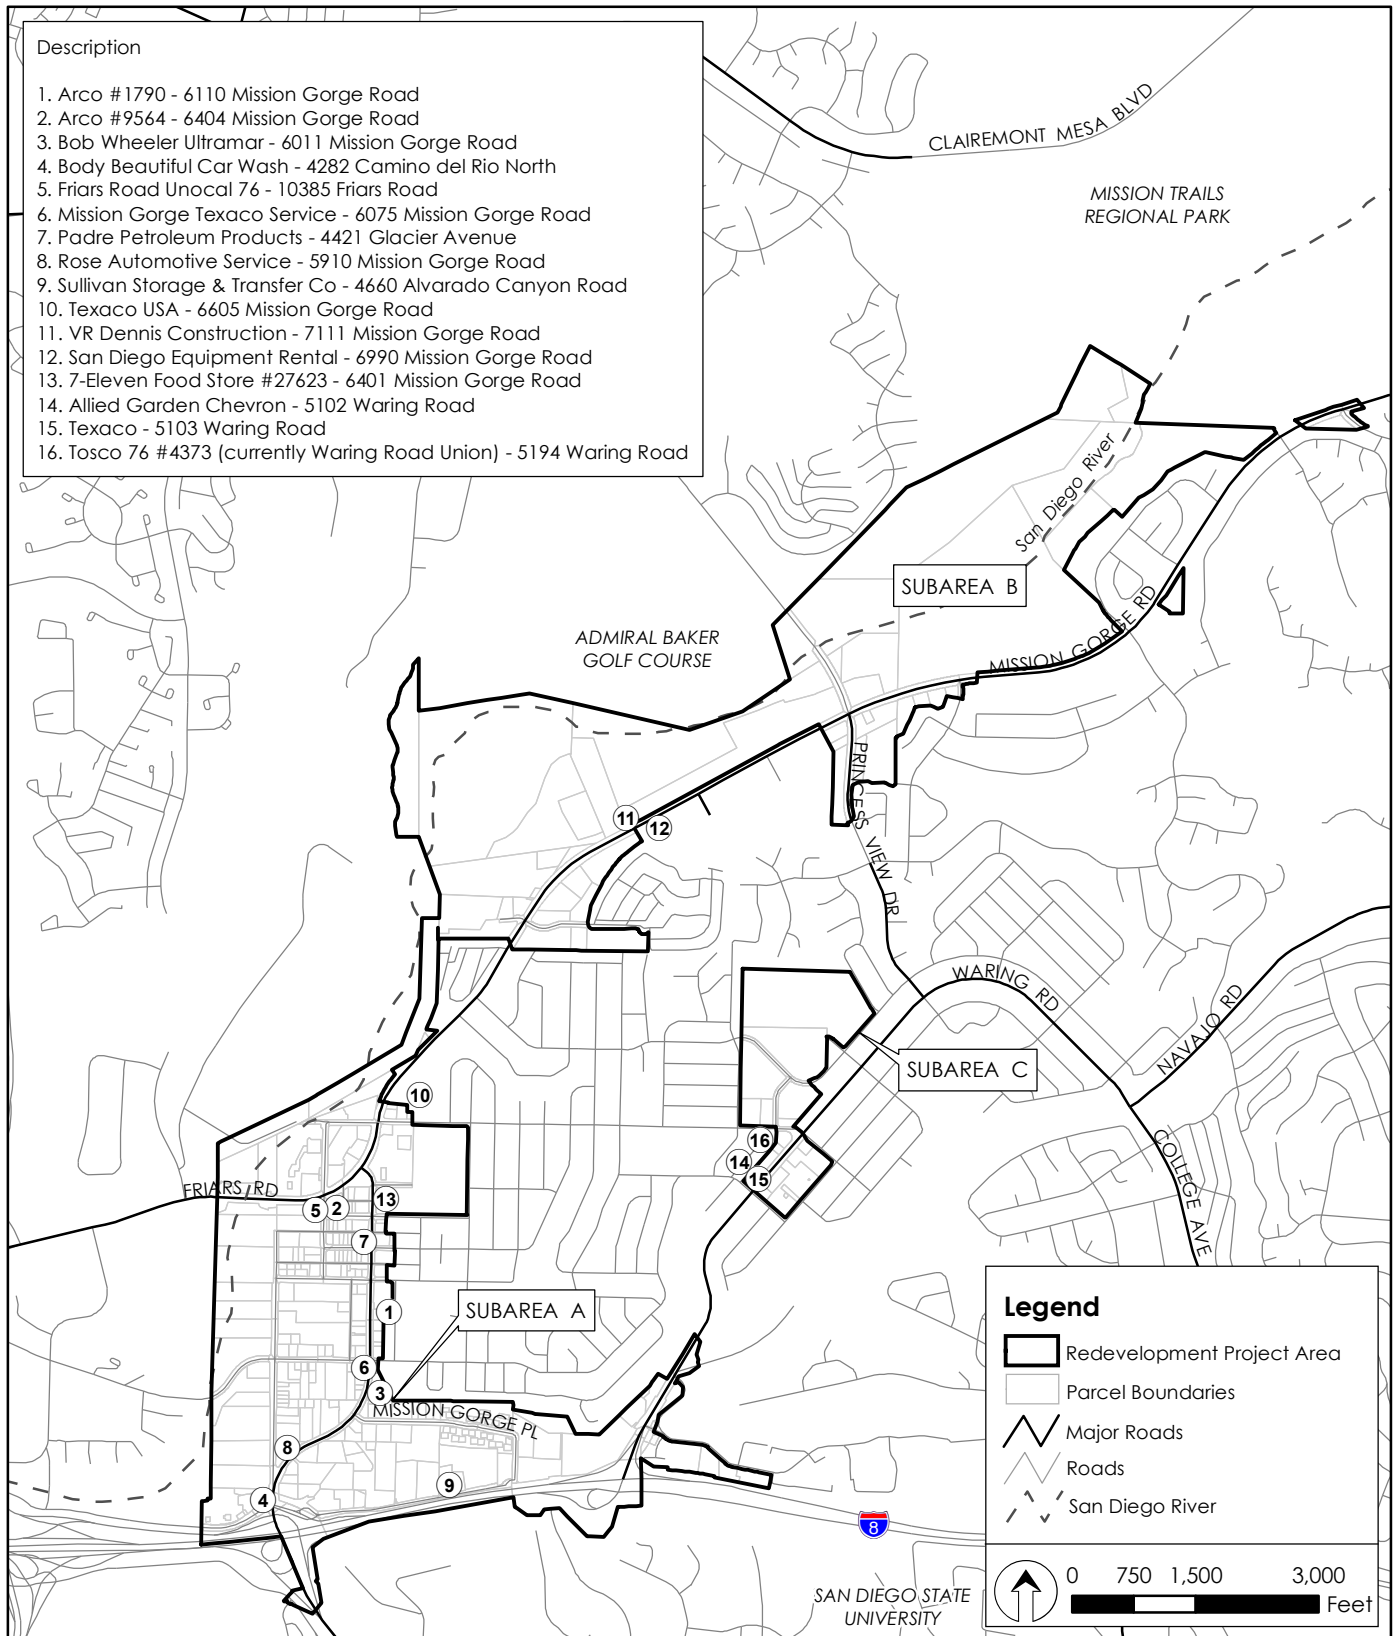 Description
1. Arco #1790 - 6110 Mission Gorge Road
2. Arco #9564 - 6404 Mission Gorge Road
3. Bob Wheeler Ultramar - 6011 Mission Gorge Road
4. Body Beautiful Car Wash - 4282 Camino del Rio North
5. Friars Road Unocal 76 - 10385 Friars Road
6. Mission Gorge Texaco Service - 6075 Mission Gorge Road
7. Padre Petroleum Products - 4421 Glacier Avenue
8. Rose Automotive Service - 5910 Mission Gorge Road
9. Sullivan Storage & Transfer Co - 4660 Alvarado Canyon Road
10. Texaco USA - 6605 Mission Gorge Road
11. VR Dennis Construction - 7111 Mission Gorge Road
12. San Diego Equipment Rental - 6990 Mission Gorge Road
13. 7-Eleven Food Store #27623 - 6401 Mission Gorge Road
14. Allied Garden Chevron - 5102 Waring Road
15. Texaco - 5103 Waring Road
16. Tosco 76 #4373 (currently Waring Road Union) - 5194 Waring Road
CLAIREMONT MESA BLVD
MISSION TRAILS
REGIONAL PARK
San Diego River
SUBAREA B
ADMIRAL BAKER
GOLF COURSE
MISSION GORGE RD
PRINCESS VIEW DR
11
12
WARING RD
NAVAJO RD
SUBAREA C
10
16
14
15
COLLEGE AVE
FRIARS RD
5
2
13
7
1
SUBAREA A
6
3
MISSION GORGE PL
8
9
4
8
SAN DIEGO STATE
UNIVERSITY
Legend
Redevelopment Project Area
Parcel Boundaries
Major Roads
Roads
San Diego River
0 750 1,500 3,000
Feet